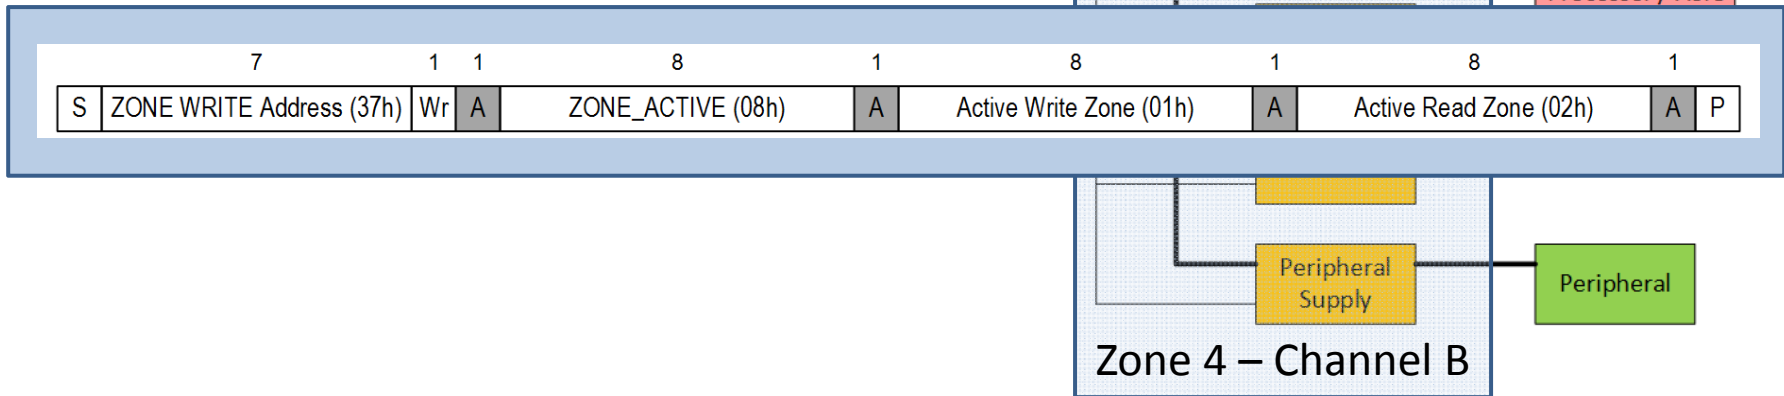 7 1 1 8 1 8 1 8 1
S ZONE WRITE Address (37h) Wr A ZONE_ACTIVE (08h) A Active Write Zone (01h) A Active Read Zone (02h) A P
Peripheral
Supply
Peripheral
Zone 4 – Channel B